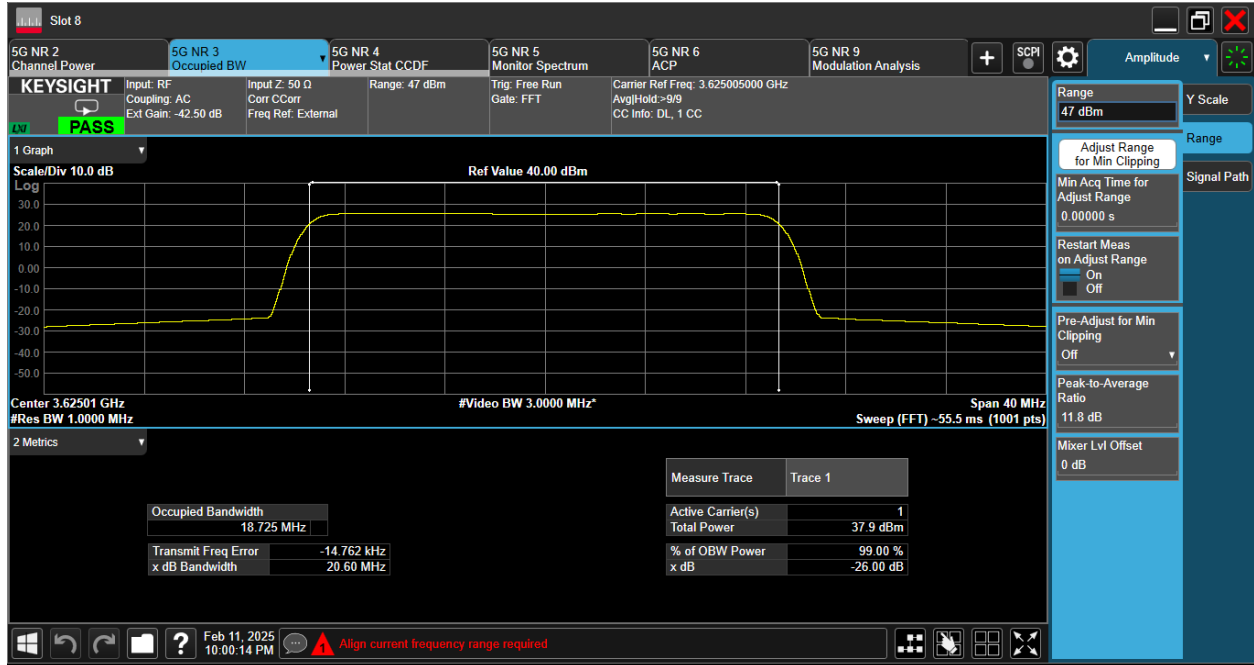 Slot 8
5G NR 2
Channel Power
5G NR 3
Occupied BW
5G NR 4
Power Stat CCDF
5G NR 5
Monitor Spectrum
5G NR 6
ACP
5G NR 9
Modulation Analysis
+
SCPI
Amplitude
KEYSIGHT
LXI
PASS
Input: RF
Coupling: AC
Ext Gain: -42.50 dB
Input Z: 50 Ω
Corr CCorr
Freq Ref: External
Range: 47 dBm
Trig: Free Run
Gate: FFT
Carrier Ref Freq: 3.625005000 GHz
Avg|Hold:>9/9
CC Info: DL, 1 CC
1 Graph
Scale/Div 10.0 dB
Ref Value 40.00 dBm
Log
30.0
20.0
10.0
0.00
-10.0
-20.0
-30.0
-40.0
-50.0
Center 3.62501 GHz
#Video BW 3.0000 MHz*
Span 40 MHz
#Res BW 1.0000 MHz
Sweep (FFT) ~55.5 ms (1001 pts)
2 Metrics
Measure Trace Trace 1
Occupied Bandwidth
18.725 MHz
Active Carrier(s) 1
Total Power 37.9 dBm
Transmit Freq Error -14.762 kHz
x dB Bandwidth 20.60 MHz
% of OBW Power 99.00 %
x dB -26.00 dB
Range
47 dBm
Adjust Range
for Min Clipping
Min Acq Time for
Adjust Range
0.00000 s
Restart Meas
on Adjust Range
On
Off
Pre-Adjust for Min
Clipping
Off
Peak-to-Average
Ratio
11.8 dB
Mixer Lvl Offset
0 dB
Y Scale
Range
Signal Path
?
Feb 11, 2025
10:00:14 PM
1
Align current frequency range required